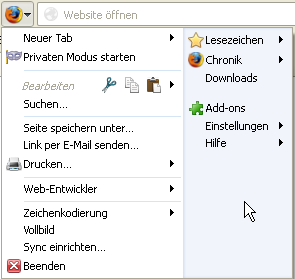 Website öffnen
Neuer Tab
Privaten Modus starten
Bearbeiten
Suchen...
Seite speichern unter...
Link per E-Mail senden...
Drucken...
Web-Entwickler
Zeichenkodierung
Vollbild
Sync einrichten...
Beenden
Lesezeichen
Chronik
Downloads
Add-ons
Einstellungen
Hilfe